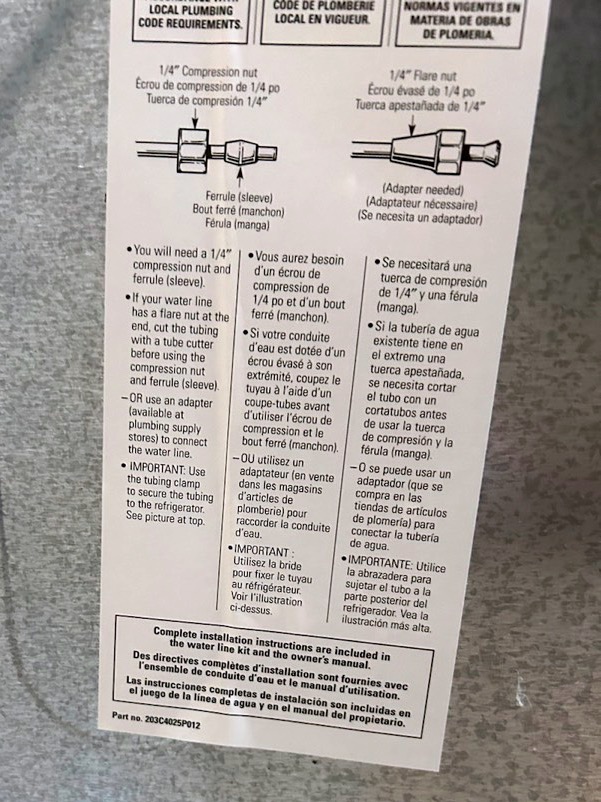 LOCAL PLUMBING
CODE REQUIREMENTS.
CODE DE PLOMBERIE
LOCAL EN VIGUEUR.
NORMAS VIGENTES EN
MATERIA DE OBRAS
DE PLOMERIA.
1/4" Compression nut
Écrou de compression de 1/4 po
Tuerca de compresión 1/4"
1/4" Flare nut
Écrou évasé de 1/4 po
Tuerca apestañada de 1/4"
Ferrule (sleeve)
Bout ferré (manchon)
Férula (manga)
(Adapter needed)
(Adaptateur nécessaire)
(Se necesita un adaptador)
• You will need a 1/4"
compression nut and
ferrule (sleeve).
• If your water line
has a flare nut at the
end, cut the tubing
with a tube cutter
before using the
compression nut
and ferrule (sleeve).
– OR use an adapter
(available at
plumbing supply
stores) to connect
the water line.
• IMPORTANT: Use
the tubing clamp
to secure the tubing
to the refrigerator.
See picture at top.
• Vous aurez besoin
d'un écrou de
compression de
1/4 po et d'un bout
ferré (manchon).
• Si votre conduite
d'eau est dotée d'un
écrou évasé à son
extrémité, coupez le
tuyau à l'aide d'un
coupe-tubes avant
d'utiliser l'écrou de
compression et le
bout ferré (manchon).
– OU utilisez un
adaptateur (en vente
dans les magasins
d'articles de
plomberie) pour
raccorder la conduite
d'eau.
• IMPORTANT :
Utilisez la bride
pour fixer le tuyau
au réfrigérateur.
Voir l'illustration
ci-dessus.
• Se necesitará una
tuerca de compresión
de 1/4" y una férula
(manga).
• Si la tubería de agua
existente tiene en
el extremo una
tuerca apestañada,
se necesita cortar
el tubo con un
cortatubos antes
de usar la tuerca
de compresión y la
férula (manga).
– O se puede usar un
adaptador (que se
compra en las
tiendas de artículos
de plomería) para
conectar la tubería
de agua.
• IMPORTANTE: Utilice
la abrazadera para
sujetar el tubo a la
parte posterior del
refrigerador. Vea la
ilustración más alta.
Complete installation instructions are included in
the water line kit and the owner's manual.
Des directives complètes d'installation sont fournies avec
l'ensemble de conduite d'eau et le manual d'utilisation.
Las instrucciones completas de instalación son incluidas en
el juego de la línea de agua y en el manual del propietario.
Part no. 203C4025P012